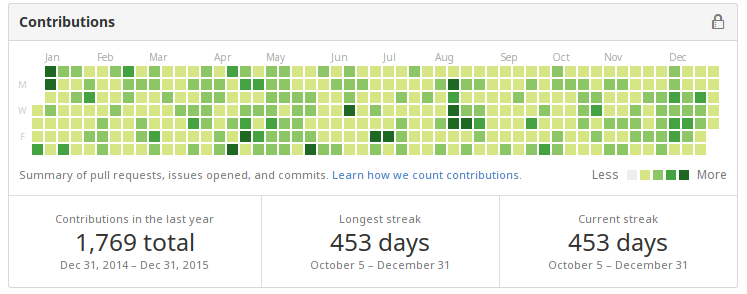 Contributions
Jan Feb Mar Apr May Jun Jul Aug Sep Oct Nov Dec
M
W
F
Summary of pull requests, issues opened, and commits. Learn how we count contributions. Less More
Contributions in the last year
1,769 total
Dec 31, 2014 – Dec 31, 2015
Longest streak
453 days
October 5 – December 31
Current streak
453 days
October 5 – December 31